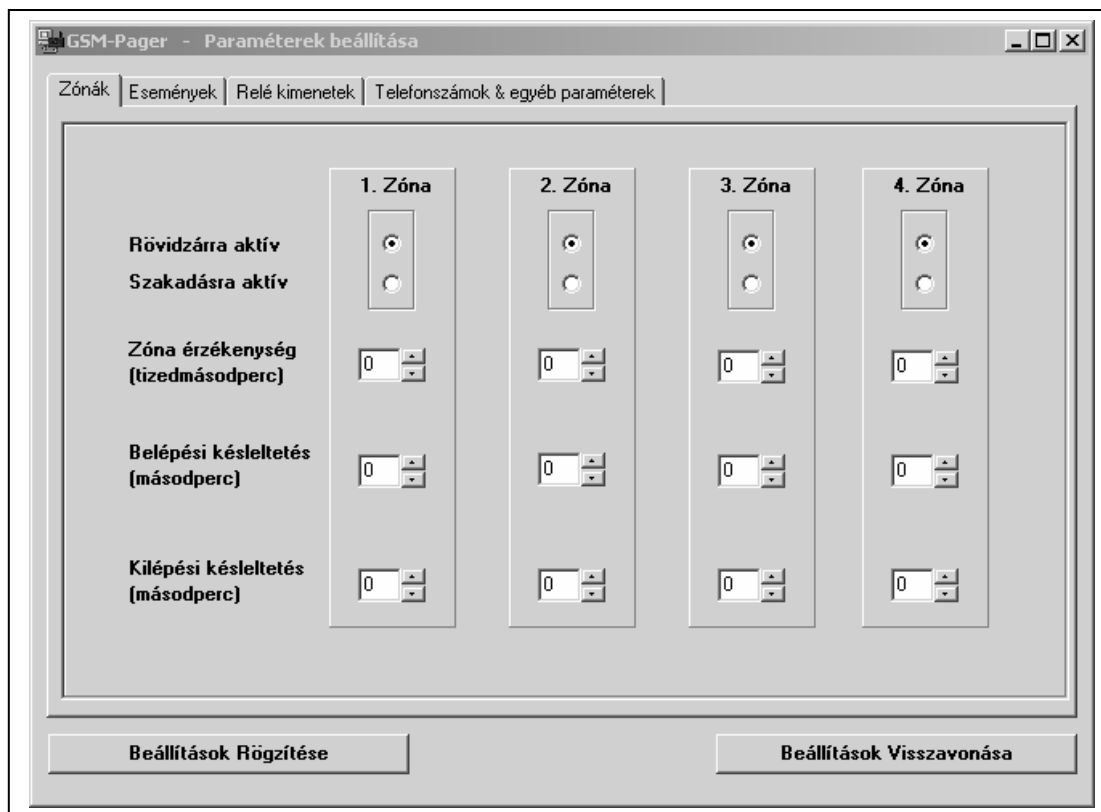 GSM-Pager - Paraméterek beállítása
Zónák Események Relé kimenetek Telefonszámok & egyéb paraméterek
1. Zóna 2. Zóna 3. Zóna 4. Zóna
Rövidzárra aktív
Szakadásra aktív
Zóna érzékenység
(tizedmásodperc)
0 0 0 0
Belépési késleltetés
(másodperc)
0 0 0 0
Kilépési késleltetés
(másodperc)
0 0 0 0
Beállítások Rögzítése Beállítások Visszavonása